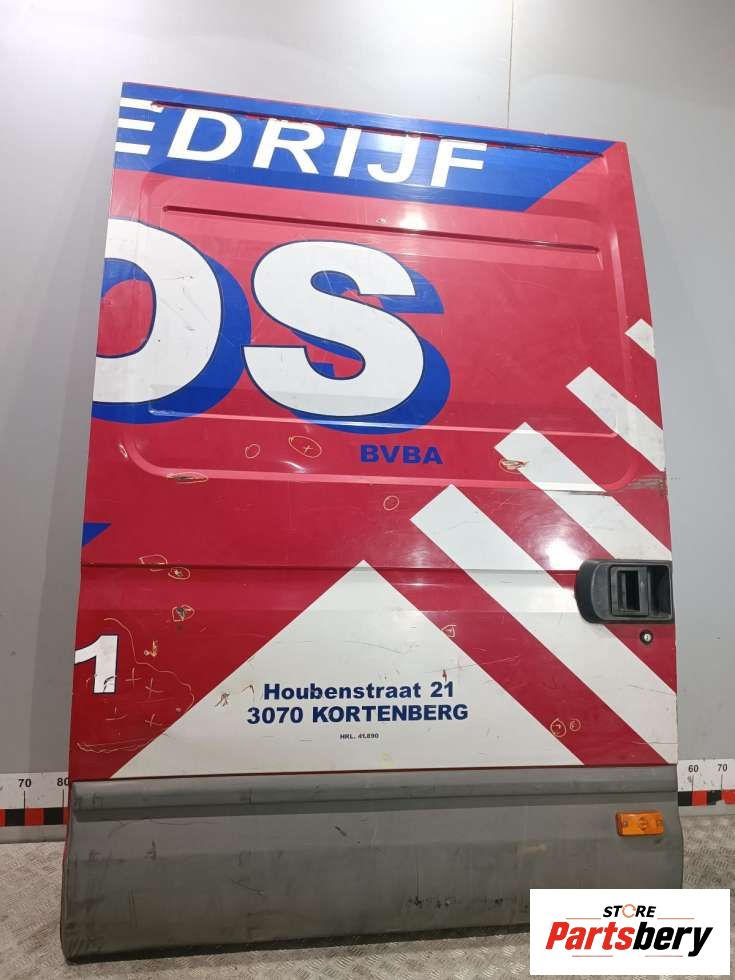 EDRIJF
OS
BVBA
1
Houbenstraat 21
3070 KORTENBERG
HRL. 41.890
70 80
60 70
STORE
Partsbery